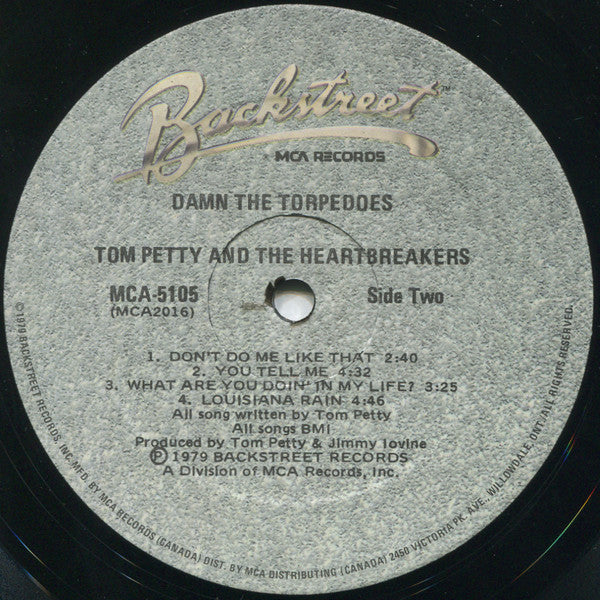 Backstreet™
MCA RECORDS
DAMN THE TORPEDOES
TOM PETTY AND THE HEARTBREAKERS
MCA-5105 Side Two
(MCA2016)
1. DON'T DO ME LIKE THAT 2:40
2. YOU TELL ME 4:32
3. WHAT ARE YOU DOIN' IN MY LIFE? 3:25
4. LOUISIANA RAIN 4:46
All song written by Tom Petty
All songs BMI
Produced by Tom Petty & Jimmy Iovine
Ⓟ 1979 BACKSTREET RECORDS
A Division of MCA Records, Inc.
©1979 BACKSTREET RECORDS, INC. MFD. BY MCA RECORDS (CANADA) DIST. BY MCA DISTRIBUTING (CANADA) 2450 VICTORIA PK. AVE. WILLOWDALE ONT/ ALL RIGHTS RESERVED.